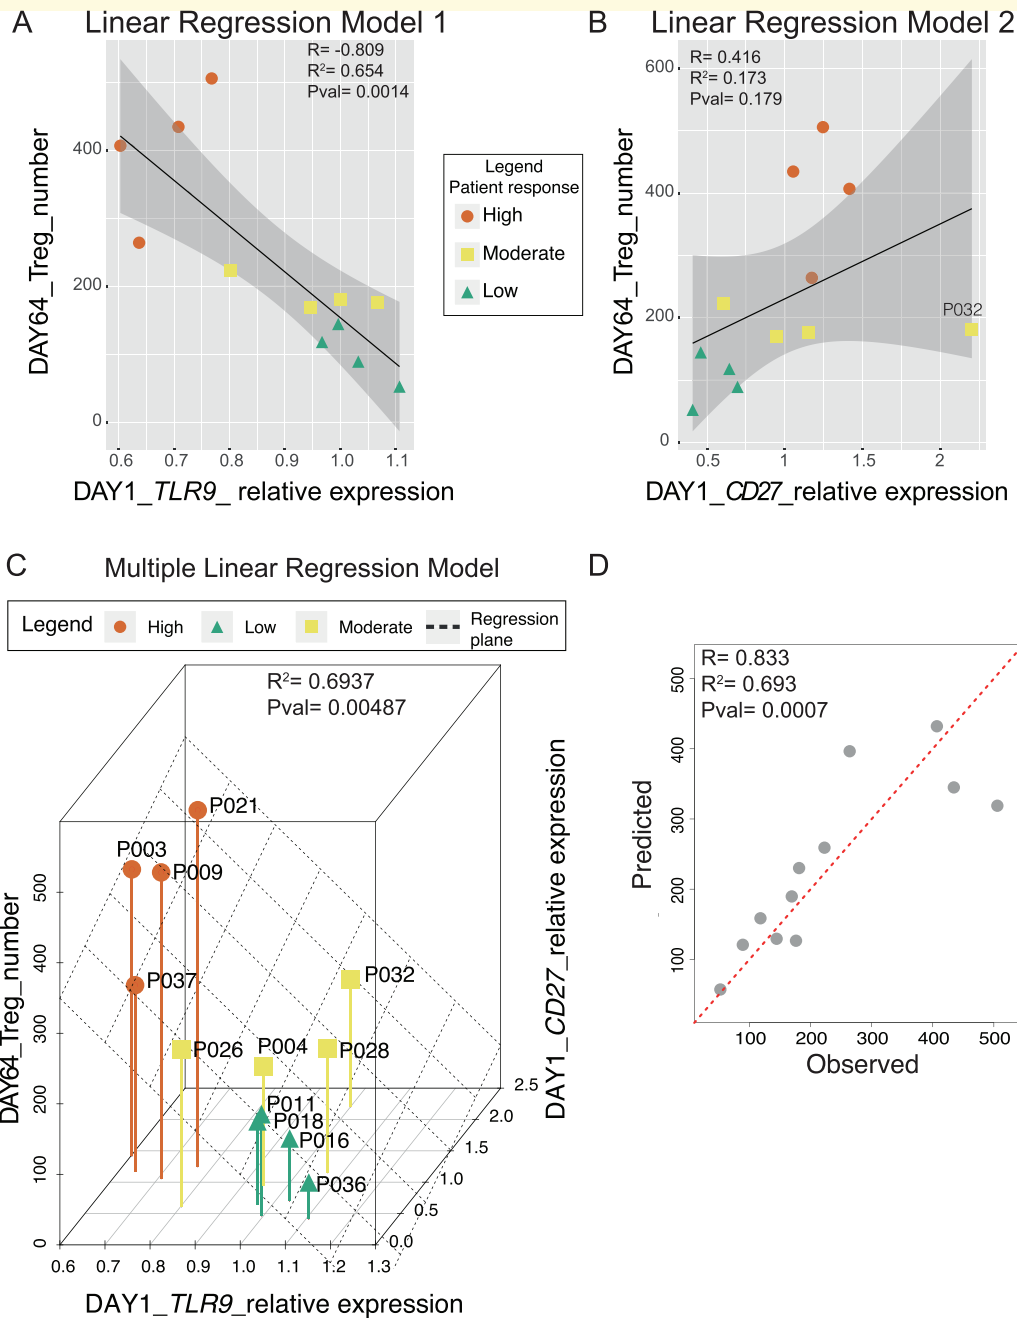 A
Linear Regression Model 1
R= -0.809
R²= 0.654
Pval= 0.0014
400
200
0
DAY64_Treg_number
0.6
0.7
0.8
0.9
1.0
1.1
DAY1_TLR9_ relative expression
Legend
Patient response
High
Moderate
Low
B
Linear Regression Model 2
R= 0.416
R²= 0.173
Pval= 0.179
600
400
200
0
DAY64_Treg_number
P032
0.5
1
1.5
2
DAY1_CD27_relative expression
C
Multiple Linear Regression Model
Legend
High
Low
Moderate
Regression
plane
R²= 0.6937
Pval= 0.00487
P021
P003
P009
P037
P032
P026
P004
P028
P011
P018
P016
P036
500
400
300
200
100
0
DAY64_Treg_number
0.6
0.7
0.8
0.9
1.0
1.1
1.2
1.3
DAY1_TLR9_relative expression
0.0
0.5
1.0
1.5
2.0
2.5
DAY1_CD27_relative expression
D
R= 0.833
R²= 0.693
Pval= 0.0007
500
400
300
200
100
Predicted
100
200
300
400
500
Observed